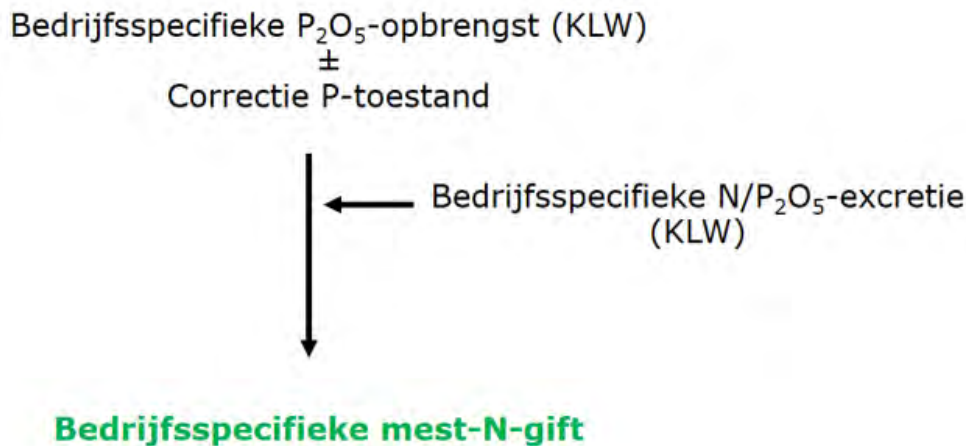 Bedrijfsspecifieke P₂O₅-opbrengst (KLW)
±
Correctie P-toestand
Bedrijfsspecifieke N/P₂O₅-excretie
(KLW)
Bedrijfsspecifieke mest-N-gift